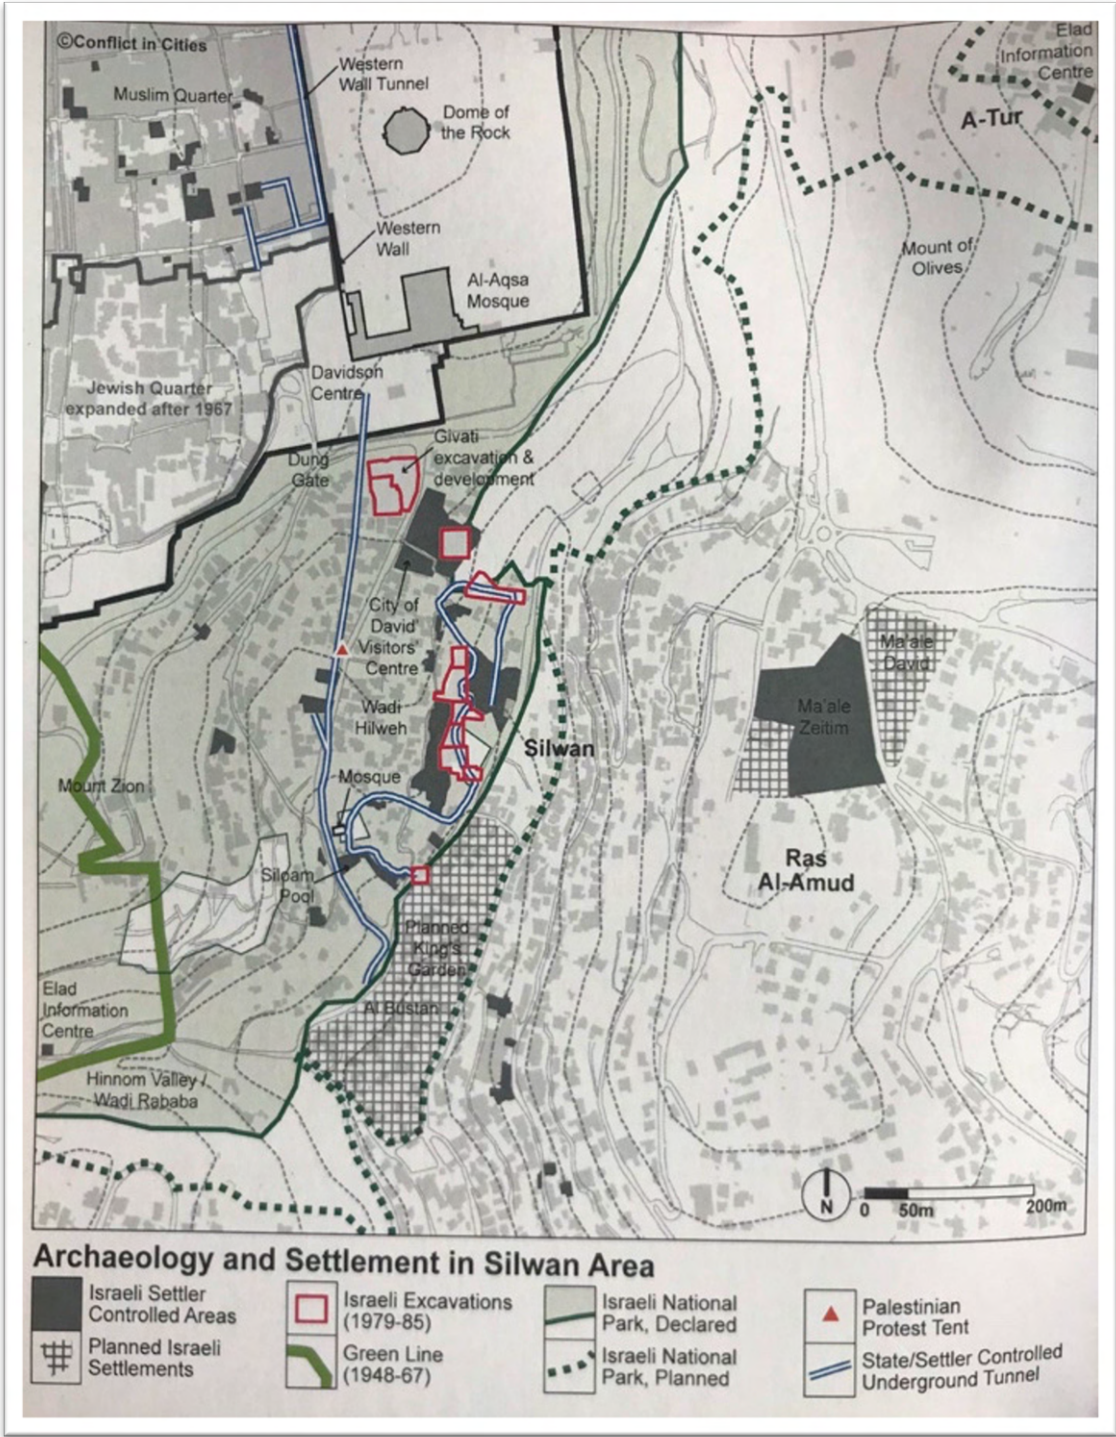 ©Conflict in Cities
Muslim Quarter
Western
Wall Tunnel
Dome of
the Rock
Elad
Information
Centre
A-Tur
Western
Wall
Al-Aqsa
Mosque
Mount of
Olives
Jewish Quarter
expanded after 1967
Davidson
Centre
Dung
Gate
Givati
excavation &
development
City of
David
Visitors'
Centre
Wadi
Hilweh
Silwan
Ma'ale
David
Ma'ale
Zeitim
Mount Zion
Mosque
Siloam
Pool
Ras
Al-Amud
Planned
King's
Garden
Al Bustan
Elad
Information
Centre
Hinnom Valley /
Wadi Rababa
N
0 50m 200m
Archaeology and Settlement in Silwan Area
Israeli Settler
Controlled Areas
Planned Israeli
Settlements
Israeli Excavations
(1979-85)
Green Line
(1948-67)
Israeli National
Park, Declared
Israeli National
Park, Planned
Palestinian
Protest Tent
State/Settler Controlled
Underground Tunnel